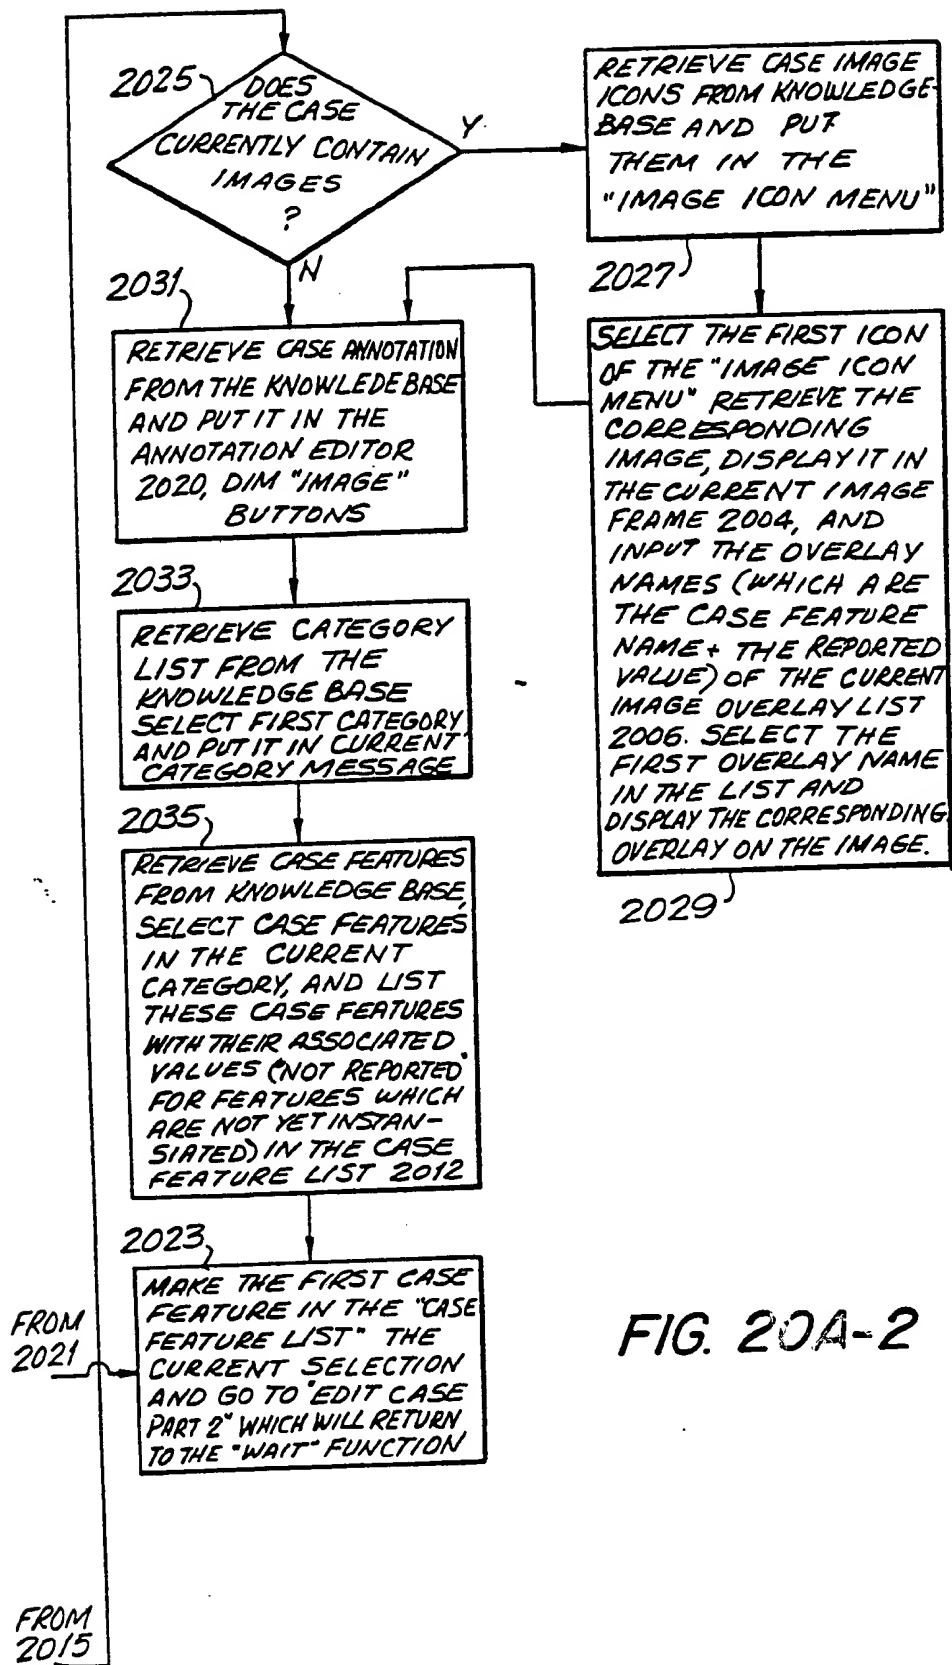 2025
DOES
THE CASE
CURRENTLY CONTAIN
IMAGES
?
Y
N
RETRIEVE CASE IMAGE
ICONS FROM KNOWLEDGE-
BASE AND PUT
THEM IN THE
"IMAGE ICON MENU"
2027
SELECT THE FIRST ICON
OF THE "IMAGE ICON
MENU" RETRIEVE THE
CORRESPONDING
IMAGE, DISPLAY IT IN
THE CURRENT IMAGE
FRAME 2004, AND
INPUT THE OVERLAY
NAMES (WHICH ARE
THE CASE FEATURE
NAME + THE REPORTED
VALUE) OF THE CURRENT
IMAGE OVERLAY LIST
2006. SELECT THE
FIRST OVERLAY NAME
IN THE LIST AND
DISPLAY THE CORRESPONDING
OVERLAY ON THE IMAGE.
2029
2031
RETRIEVE CASE ANNOTATION
FROM THE KNOWLEDEBASE
AND PUT IT IN THE
ANNOTATION EDITOR
2020, DIM "IMAGE"
BUTTONS
2033
RETRIEVE CATEGORY
LIST FROM THE
KNOWLEDGE BASE
SELECT FIRST CATEGORY
AND PUT IT IN CURRENT
CATEGORY MESSAGE
2035
RETRIEVE CASE FEATURES
FROM KNOWLEDGE BASE,
SELECT CASE FEATURES
IN THE CURRENT
CATEGORY, AND LIST
THESE CASE FEATURES
WITH THEIR ASSOCIATED
VALUES ("NOT REPORTED"
FOR FEATURES WHICH
ARE NOT YET INSTAN-
SIATED) IN THE CASE
FEATURE LIST 2012
2023
MAKE THE FIRST CASE
FEATURE IN THE "CASE
FEATURE LIST" THE
CURRENT SELECTION
AND GO TO "EDIT CASE
PART 2" WHICH WILL RETURN
TO THE "WAIT" FUNCTION
FROM
2021
FIG. 20A-2
FROM
2015